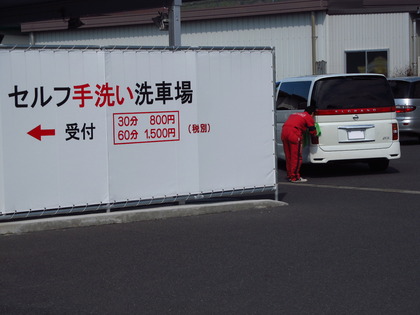 セルフ手洗い洗車場
← 受付
30分 800円
60分 1,500円
(税別)